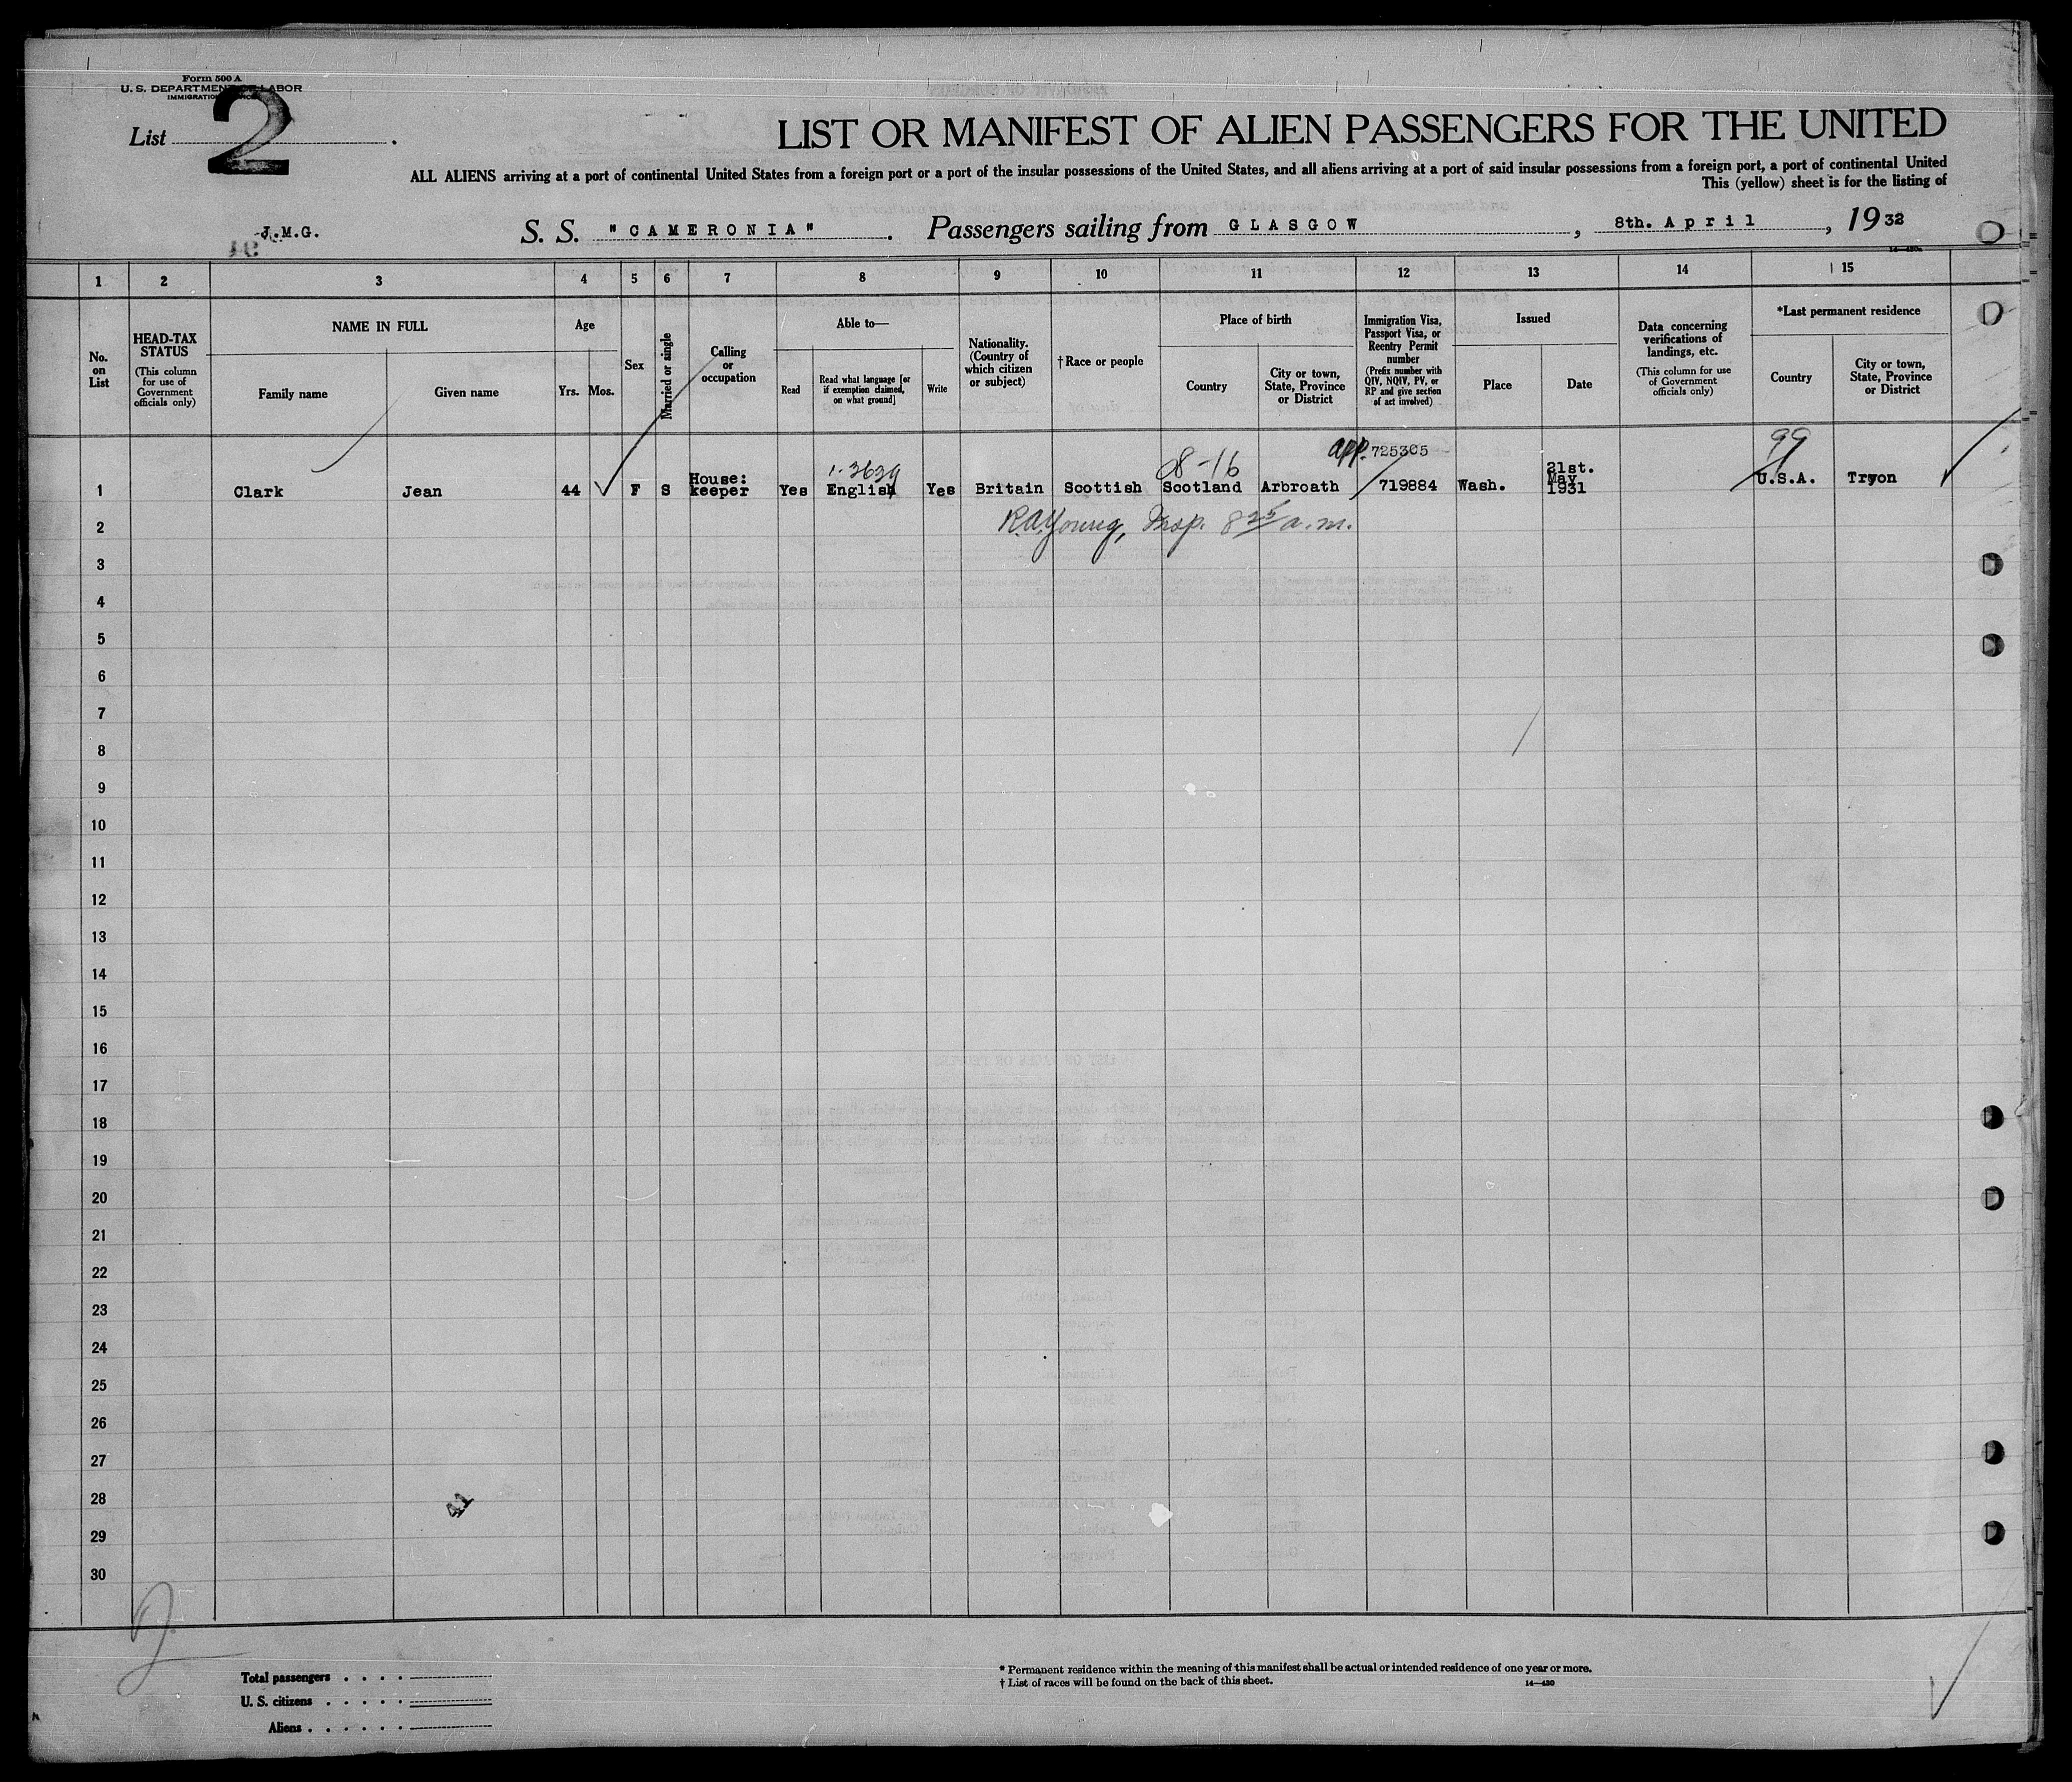 Form 500 A
U. S. DEPARTMENT OF LABOR
IMMIGRATION
List 2 .
LIST OR MANIFEST OF ALIEN PASSENGERS FOR THE UNITED
ALL ALIENS arriving at a port of continental United States from a foreign port or a port of the insular possessions of the United States, and all aliens arriving at a port of said insular possessions from a foreign port, a port of continental United
This (yellow) sheet is for the listing of
J.M.G.
S. S. "CAMERONIA" . Passengers sailing from GLASGOW , 8th. April , 1932
1 2 3 4 5 6 7 8 9 10 11 12 13 14 15
No. on List
HEAD-TAX STATUS (This column for use of Government officials only)
NAME IN FULL
Family name Given name
Age
Yrs. Mos.
Sex
Married or single
Calling or occupation
Able to—
Read Read what language [or if exemption claimed, on what ground] Write
Nationality. (Country of which citizen or subject)
†Race or people
Place of birth
Country City or town, State, Province or District
Immigration Visa, Passport Visa, or Reentry Permit number (Prefix number with QIV, NQIV, PV, or RP and give section of act involved)
Issued
Place Date
Data concerning verifications of landings, etc. (This column for use of Government officials only)
*Last permanent residence
Country City or town, State, Province or District
app. 725305 99
1 Clark Jean 44 F S House: keeper Yes English Yes Britain Scottish Scotland Arbroath 719884 Wash. 21st. May 1931 U.S.A. Tryon
2 R.A. Young, Insp. 8 25 a.m.
3
4
5
6
7
8
9
10
11
12
13
14
15
16
17
18
19
20
21
22
23
24
25
26
27
28
29
30
Total passengers . . . .
U. S. citizens . . . . .
Aliens . . . . . .
* Permanent residence within the meaning of this manifest shall be actual or intended residence of one year or more.
† List of races will be found on the back of this sheet.
14—430